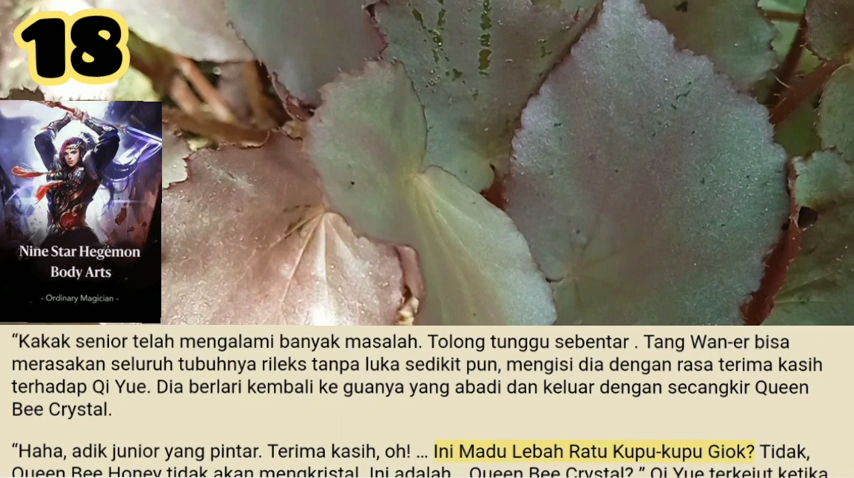 18
Nine Star Hegemon
Body Arts
- Ordinary Magician -
“Kakak senior telah mengalami banyak masalah. Tolong tunggu sebentar . Tang Wan-er bisa
merasakan seluruh tubuhnya rileks tanpa luka sedikit pun, mengisi dia dengan rasa terima kasih
terhadap Qi Yue. Dia berlari kembali ke guanya yang abadi dan keluar dengan secangkir Queen
Bee Crystal.
“Haha, adik junior yang pintar. Terima kasih, oh! ... Ini Madu Lebah Ratu Kupu-kupu Giok? Tidak,
Queen Bee Honey tidak akan mengkristal. Ini adalah... Queen Bee Crystal? ” Qi Yue terkejut ketika